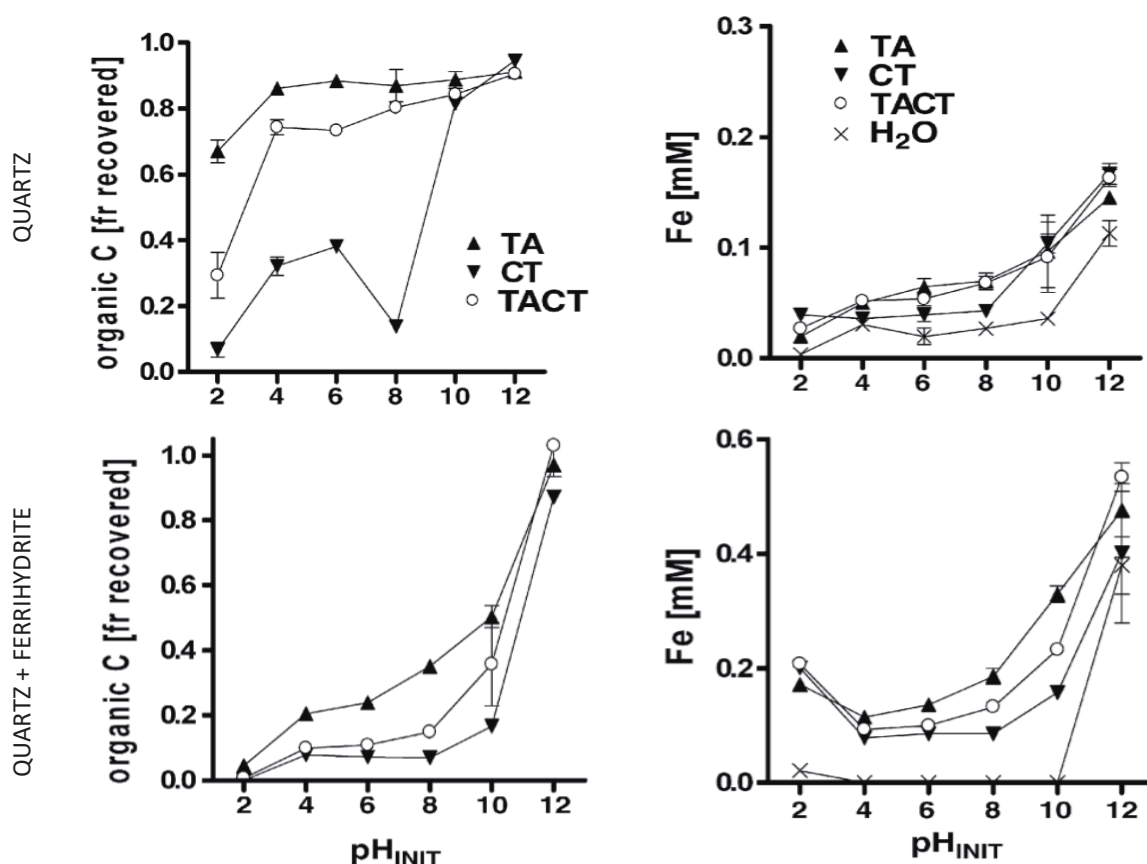 QUARTZ
organic C [fr recovered]
1.0
0.8
0.6
0.4
0.2
0.0
2 4 6 8 10 12
TA
CT
TACT
Fe [mM]
0.3
0.2
0.1
0.0
2 4 6 8 10 12
TA
CT
TACT
H₂O
QUARTZ + FERRIHYDRITE
organic C [fr recovered]
1.0
0.8
0.6
0.4
0.2
0.0
2 4 6 8 10 12
pH_INIT
Fe [mM]
0.6
0.4
0.2
0.0
2 4 6 8 10 12
pH_INIT